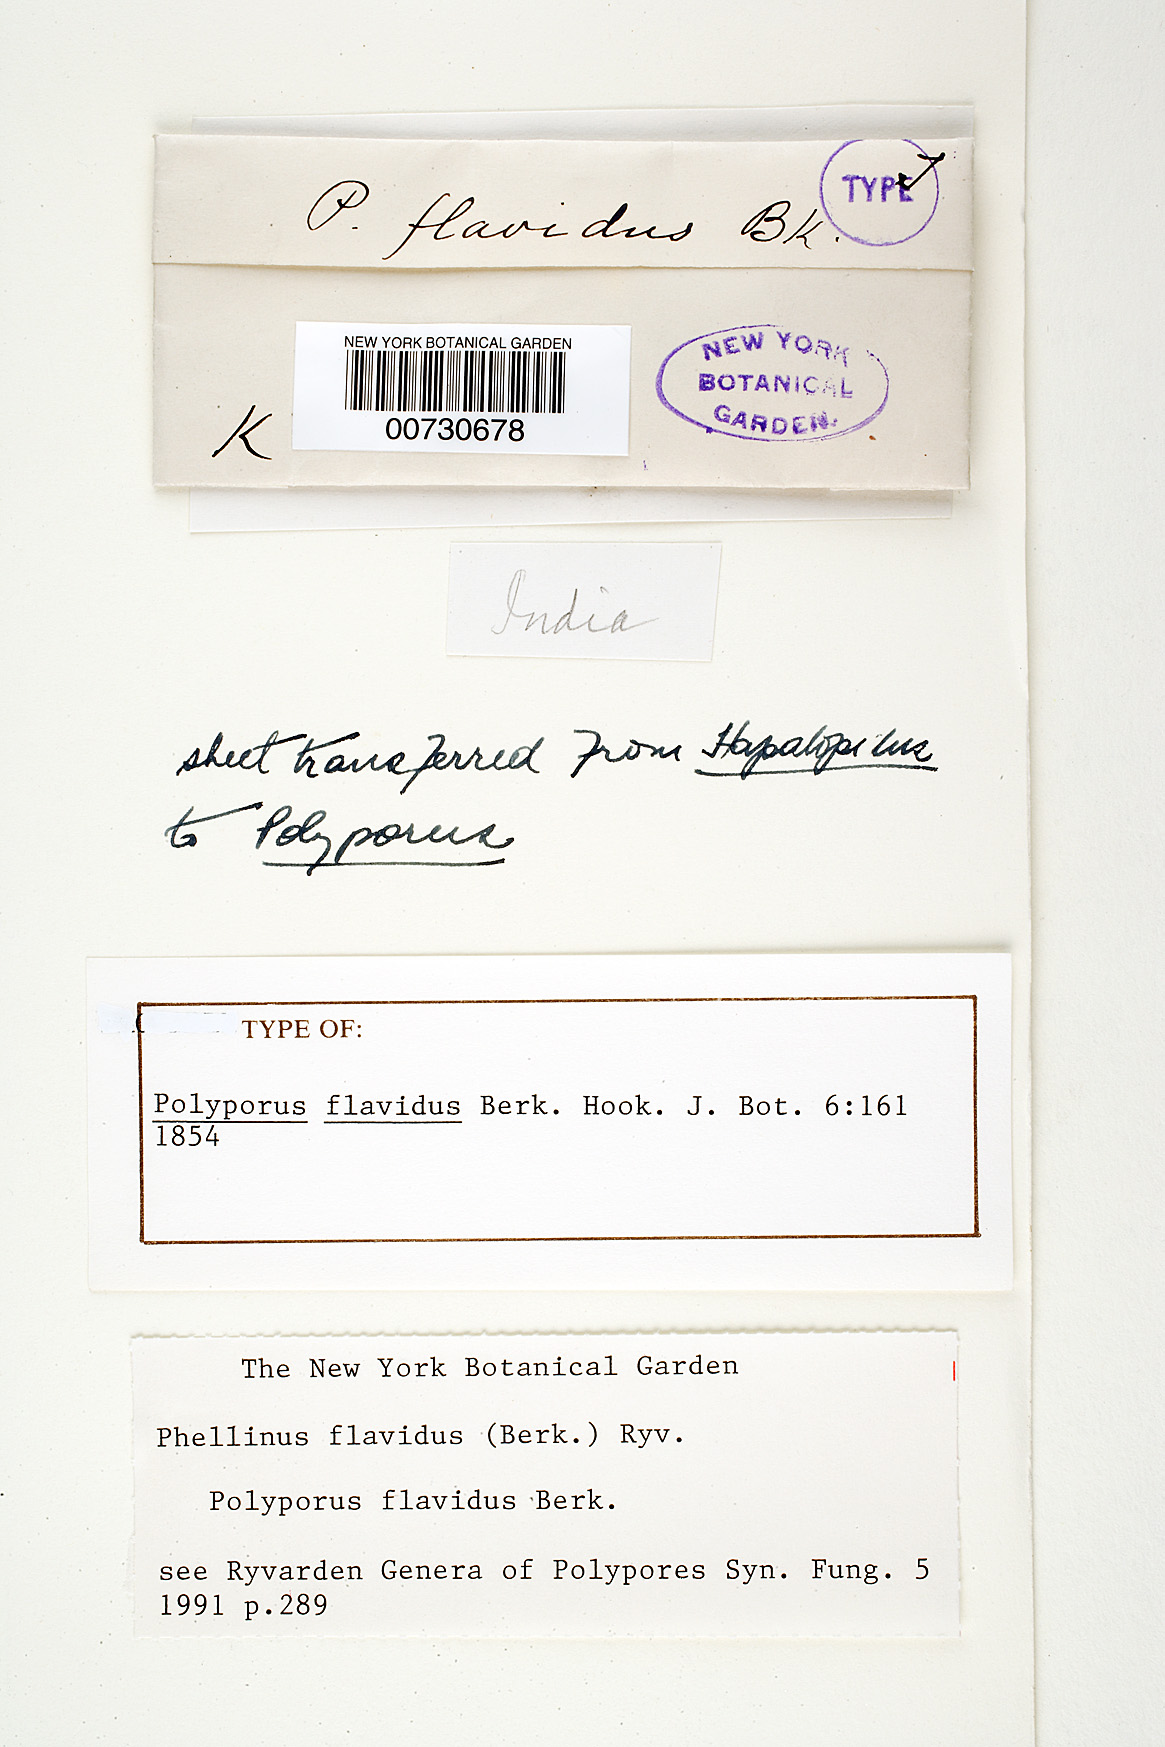 TYPE
P. flavidus Bk.
NEW YORK BOTANICAL GARDEN
00730678
K
NEW YORK
BOTANICAL
GARDEN.
India
sheet transferred from Hapalopilus
to Polyporus
TYPE OF:
Polyporus flavidus Berk. Hook. J. Bot. 6:161
1854
The New York Botanical Garden
Phellinus flavidus (Berk.) Ryv.
Polyporus flavidus Berk.
see Ryvarden Genera of Polypores Syn. Fung. 5
1991 p.289